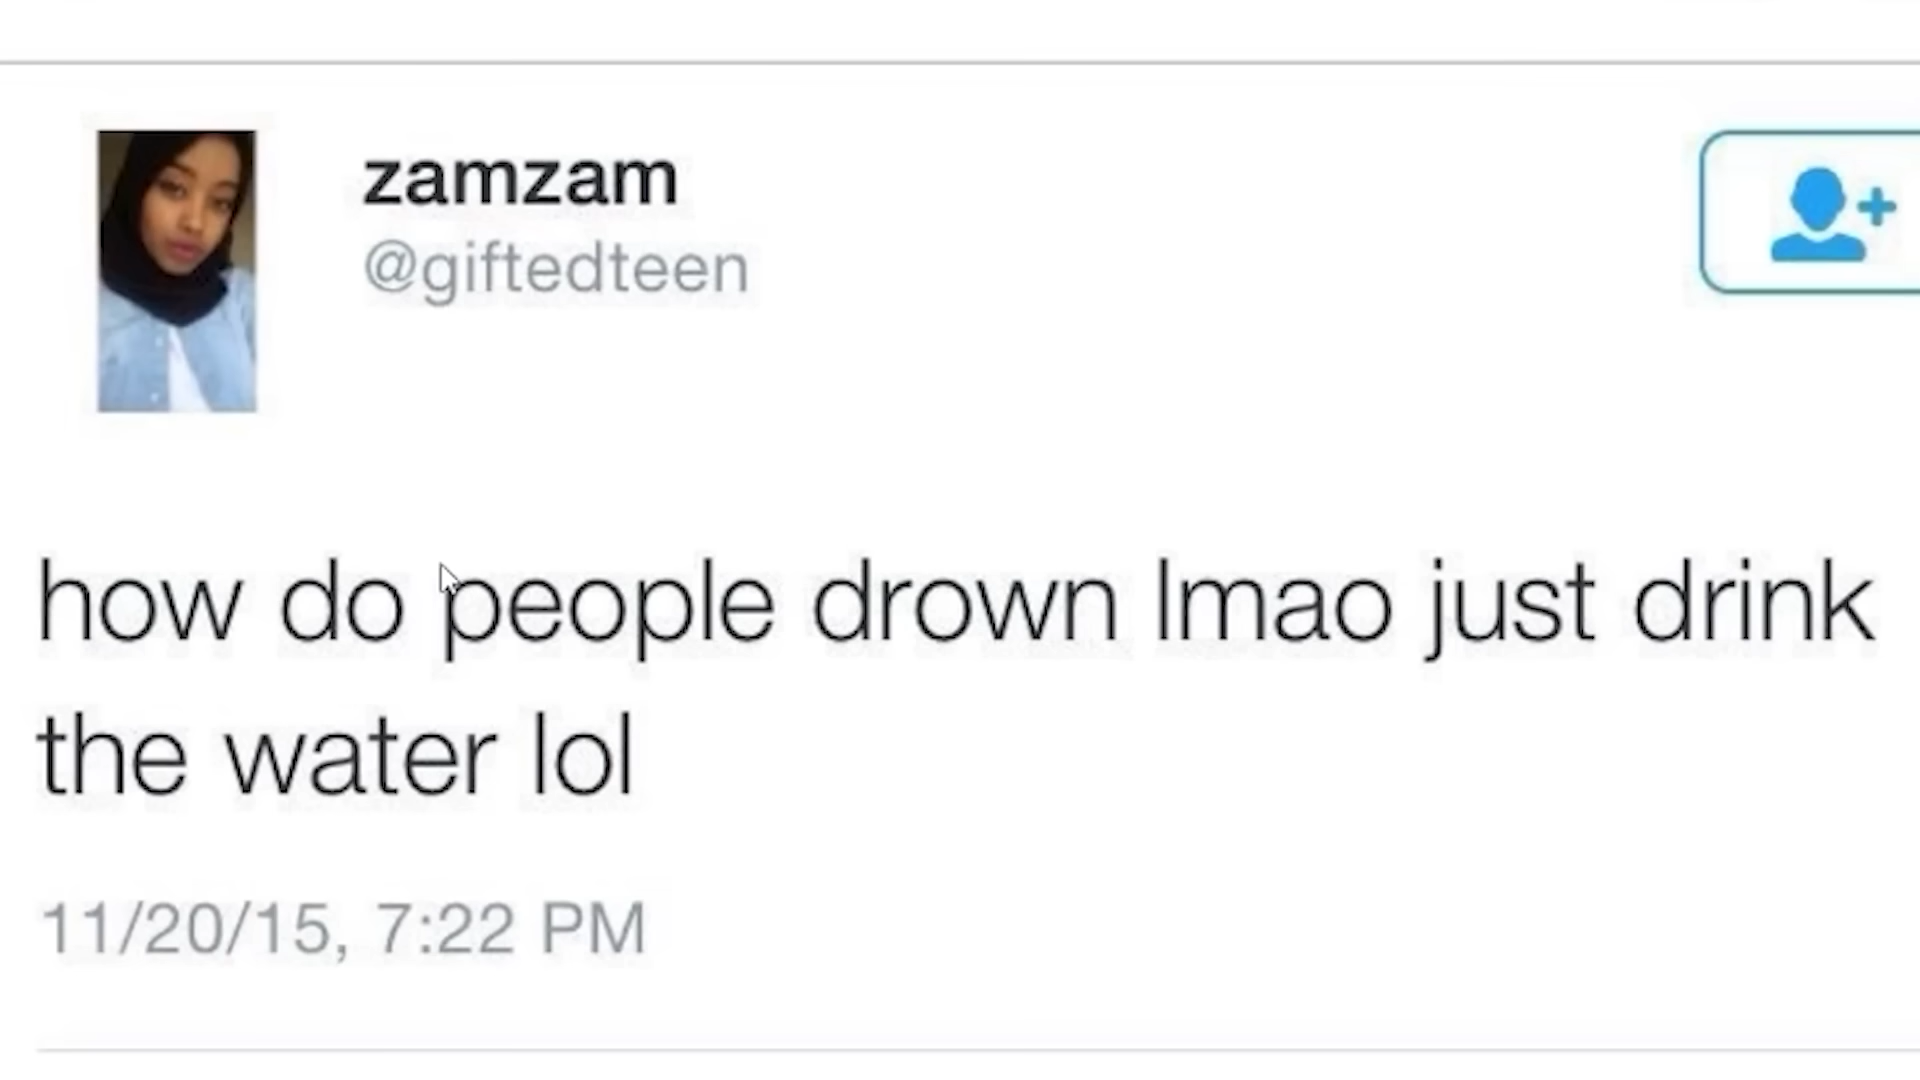 zamzam
@giftedteen
how do people drown lmao just drink
the water lol
11/20/15, 7:22 PM